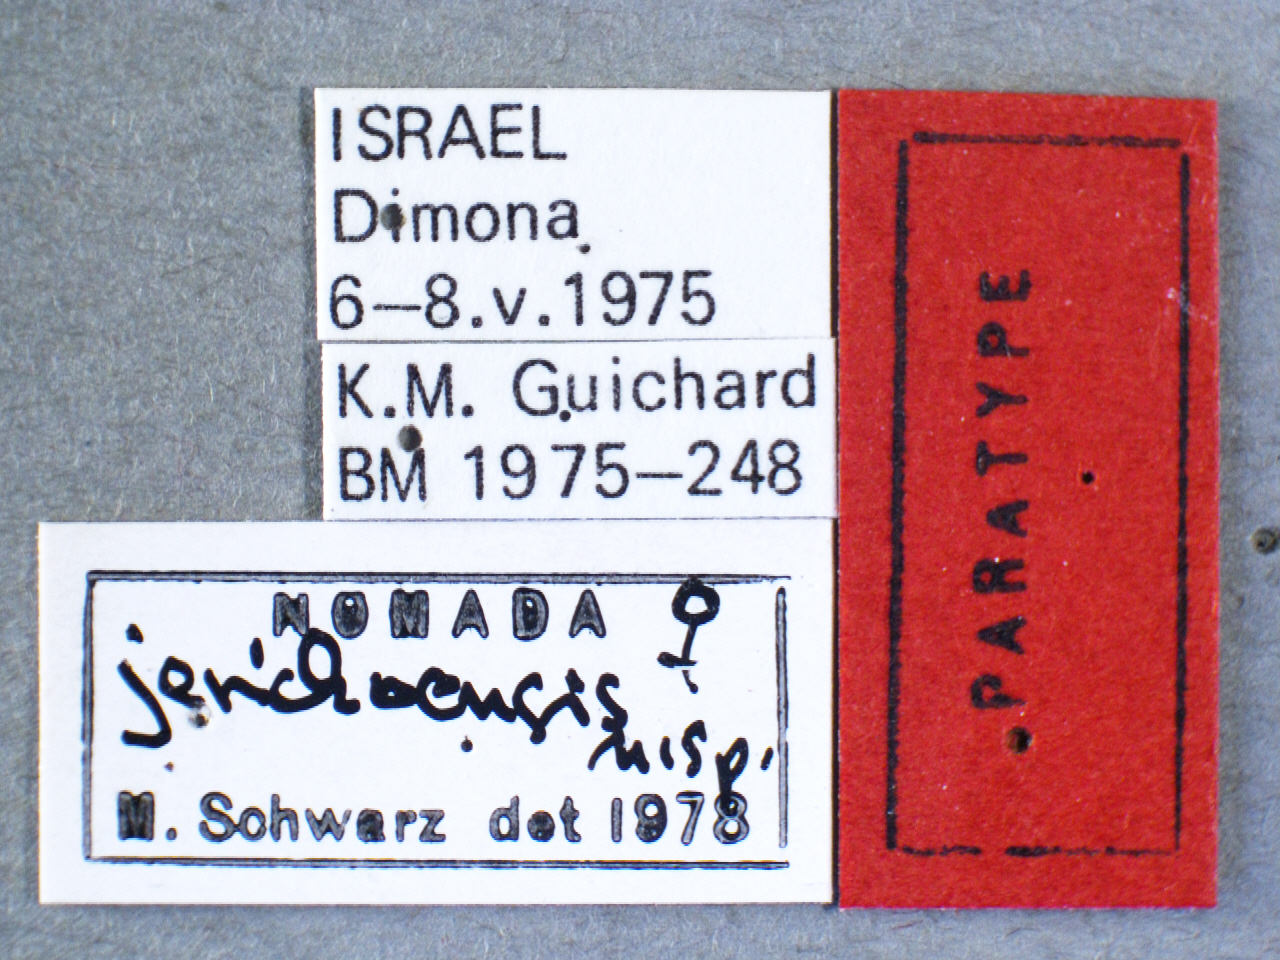 ISRAEL
Dimona
6–8.v.1975
K.M. Guichard
BM 1975–248
NOMADA ♀
jerichoensis
n.sp.
M. Schwarz det 1978
PARATYPE